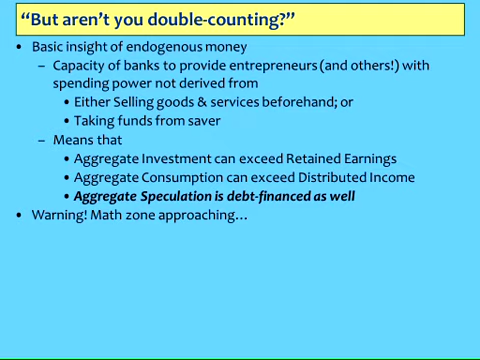 “But aren’t you double-counting?”
• Basic insight of endogenous money
– Capacity of banks to provide entrepreneurs (and others!) with
spending power not derived from
• Either Selling goods & services beforehand; or
• Taking funds from saver
– Means that
• Aggregate Investment can exceed Retained Earnings
• Aggregate Consumption can exceed Distributed Income
• Aggregate Speculation is debt-financed as well
• Warning! Math zone approaching…